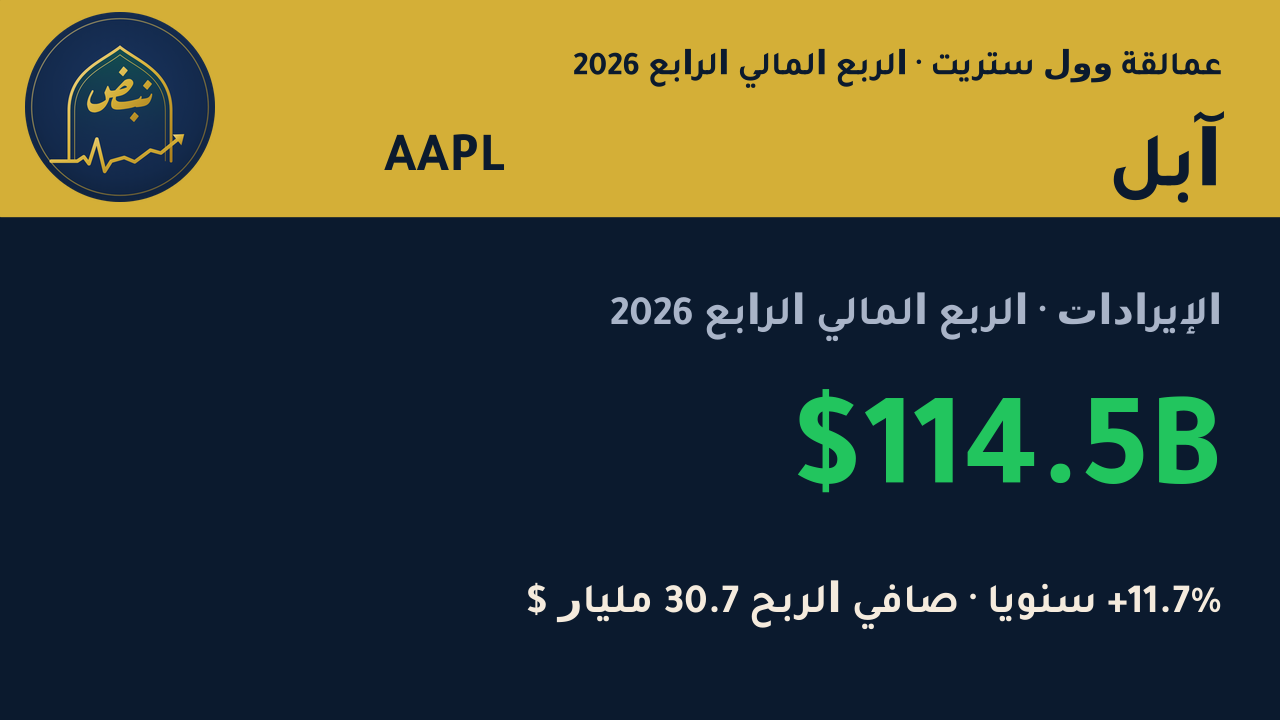 نبض
عمالقة وول ستريت · الربع المالي الرابع 2026
آبل
AAPL
الإيرادات · الربع المالي الرابع 2026
$114.5B
+11.7% سنويا · صافي الربح 30.7 مليار $